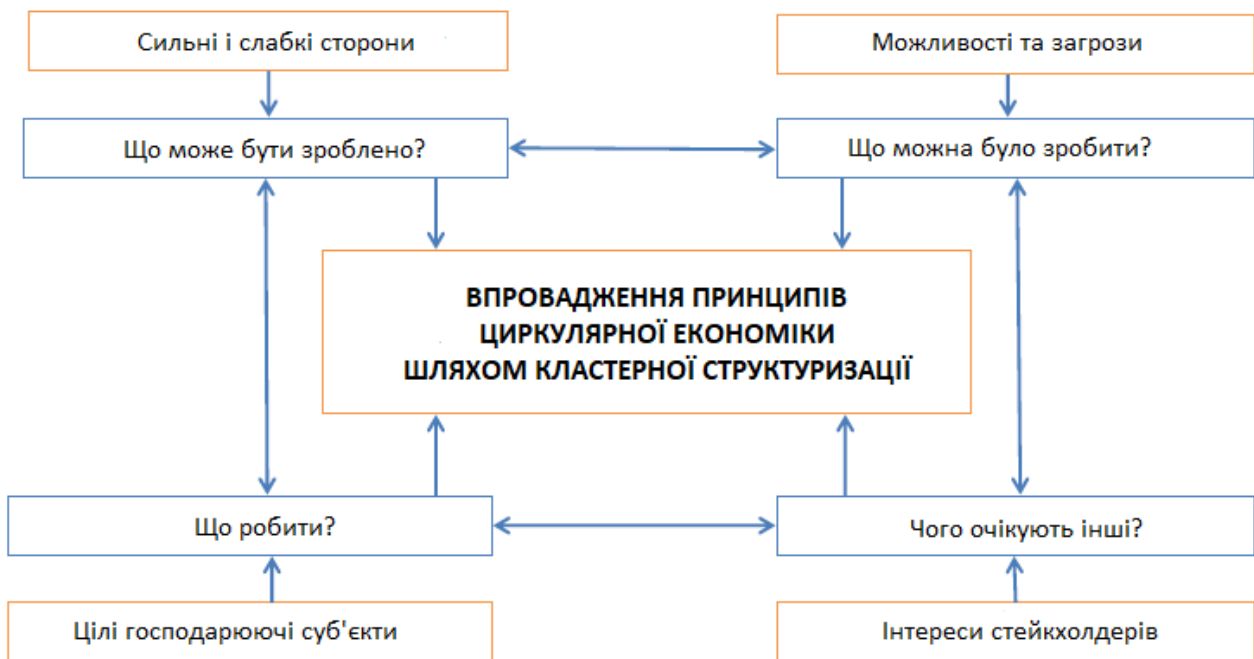 Сильні і слабкі сторони
Можливості та загрози
Що може бути зроблено?
Що можна було зробити?
ВПРОВАДЖЕННЯ ПРИНЦИПІВ
ЦИРКУЛЯРНОЇ ЕКОНОМІКИ
ШЛЯХОМ КЛАСТЕРНОЇ СТРУКТУРИЗАЦІЇ
Що робити?
Чого очікують інші?
Цілі господарюючі суб'єкти
Інтереси стейкхолдерів